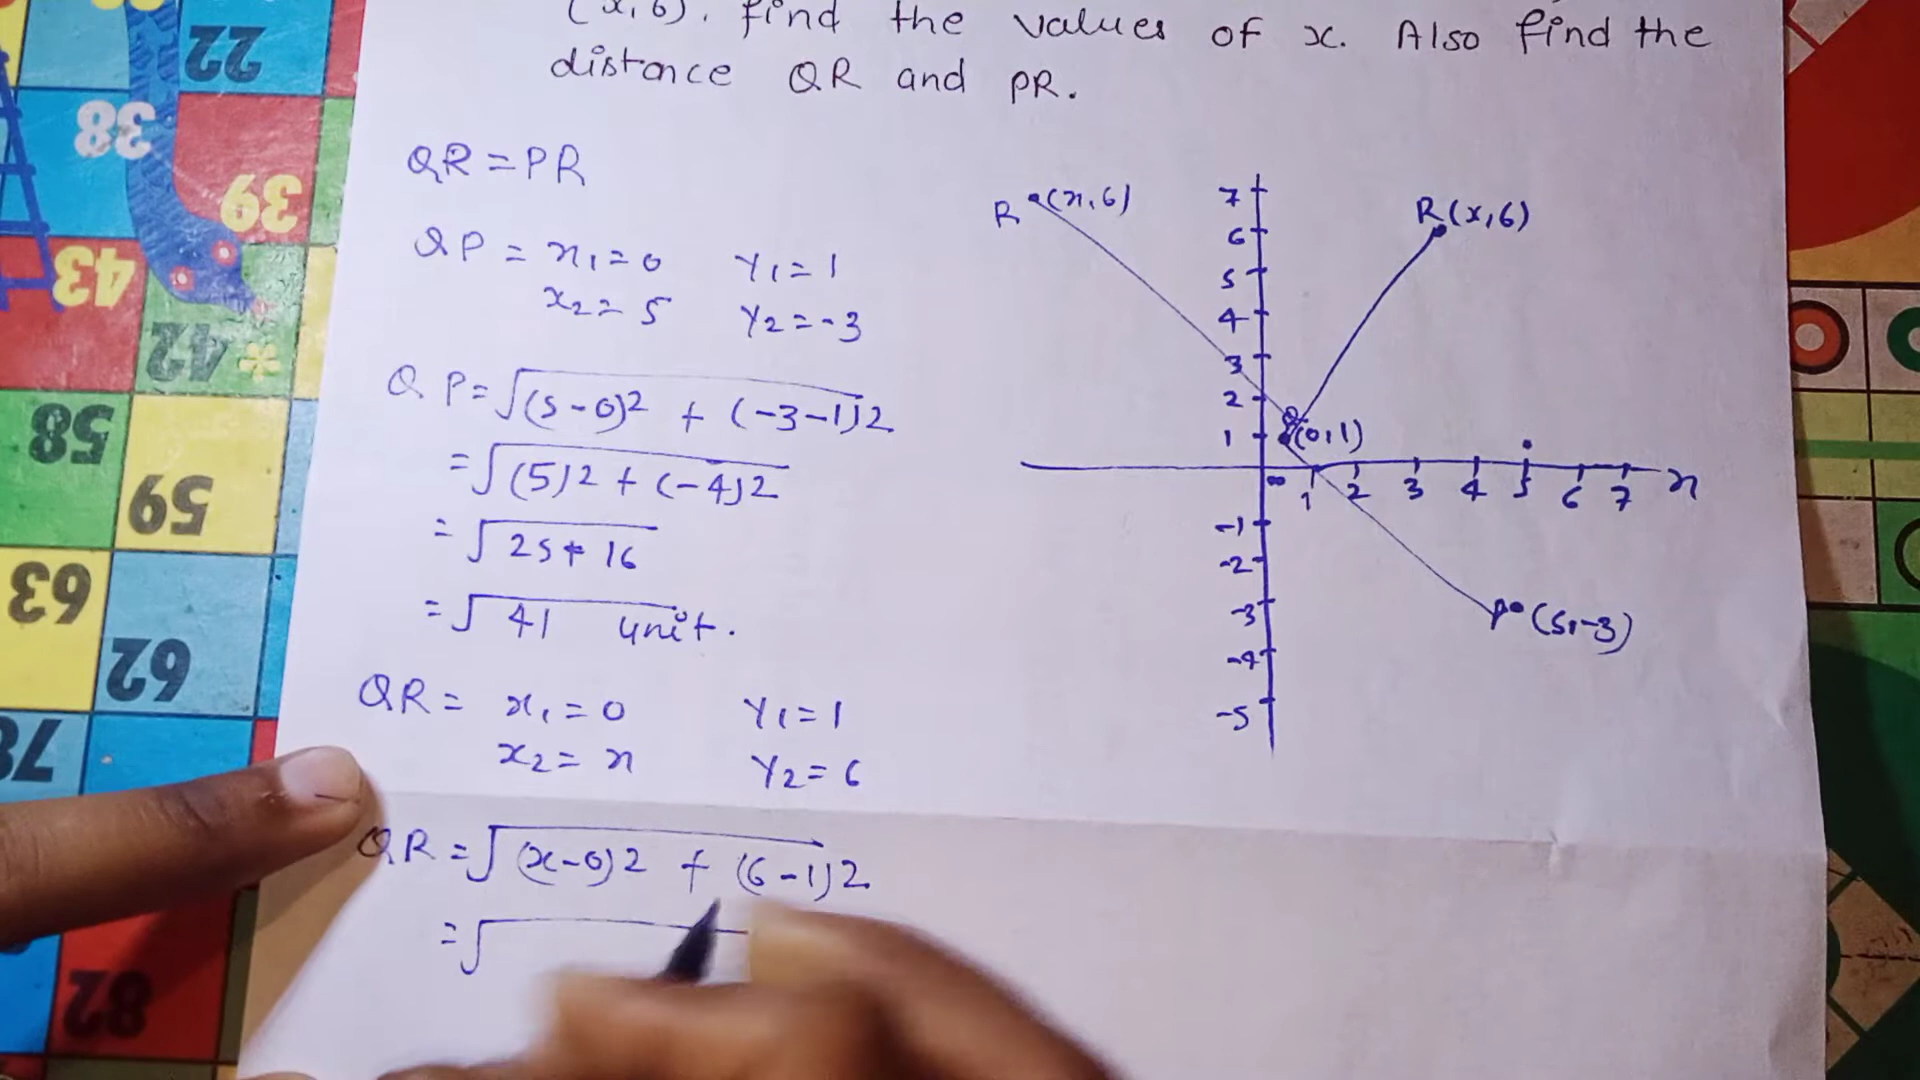 (x,6). find the values of x. Also find the
distance QR and PR.
QR = PR
QP = x1 = 0 y1 = 1
x2 = 5 y2 = -3
QP = √(5-0)2 + (-3-1)2
= √(5)2 + (-4)2
= √25+16
= √41 unit.
QR = x1 = 0 y1 = 1
x2 = x y2 = 6
QR = √(x-0)2 + (6-1)2
= √
R (x,6)
R(x,6)
7
6
5
4
3
2
1
Q(0,1)
1 2 3 4 5 6 7 x
-1
-2
-3
-4
-5
P (5,-3)
22
38
39
43
42
58
59
63
62
78
82